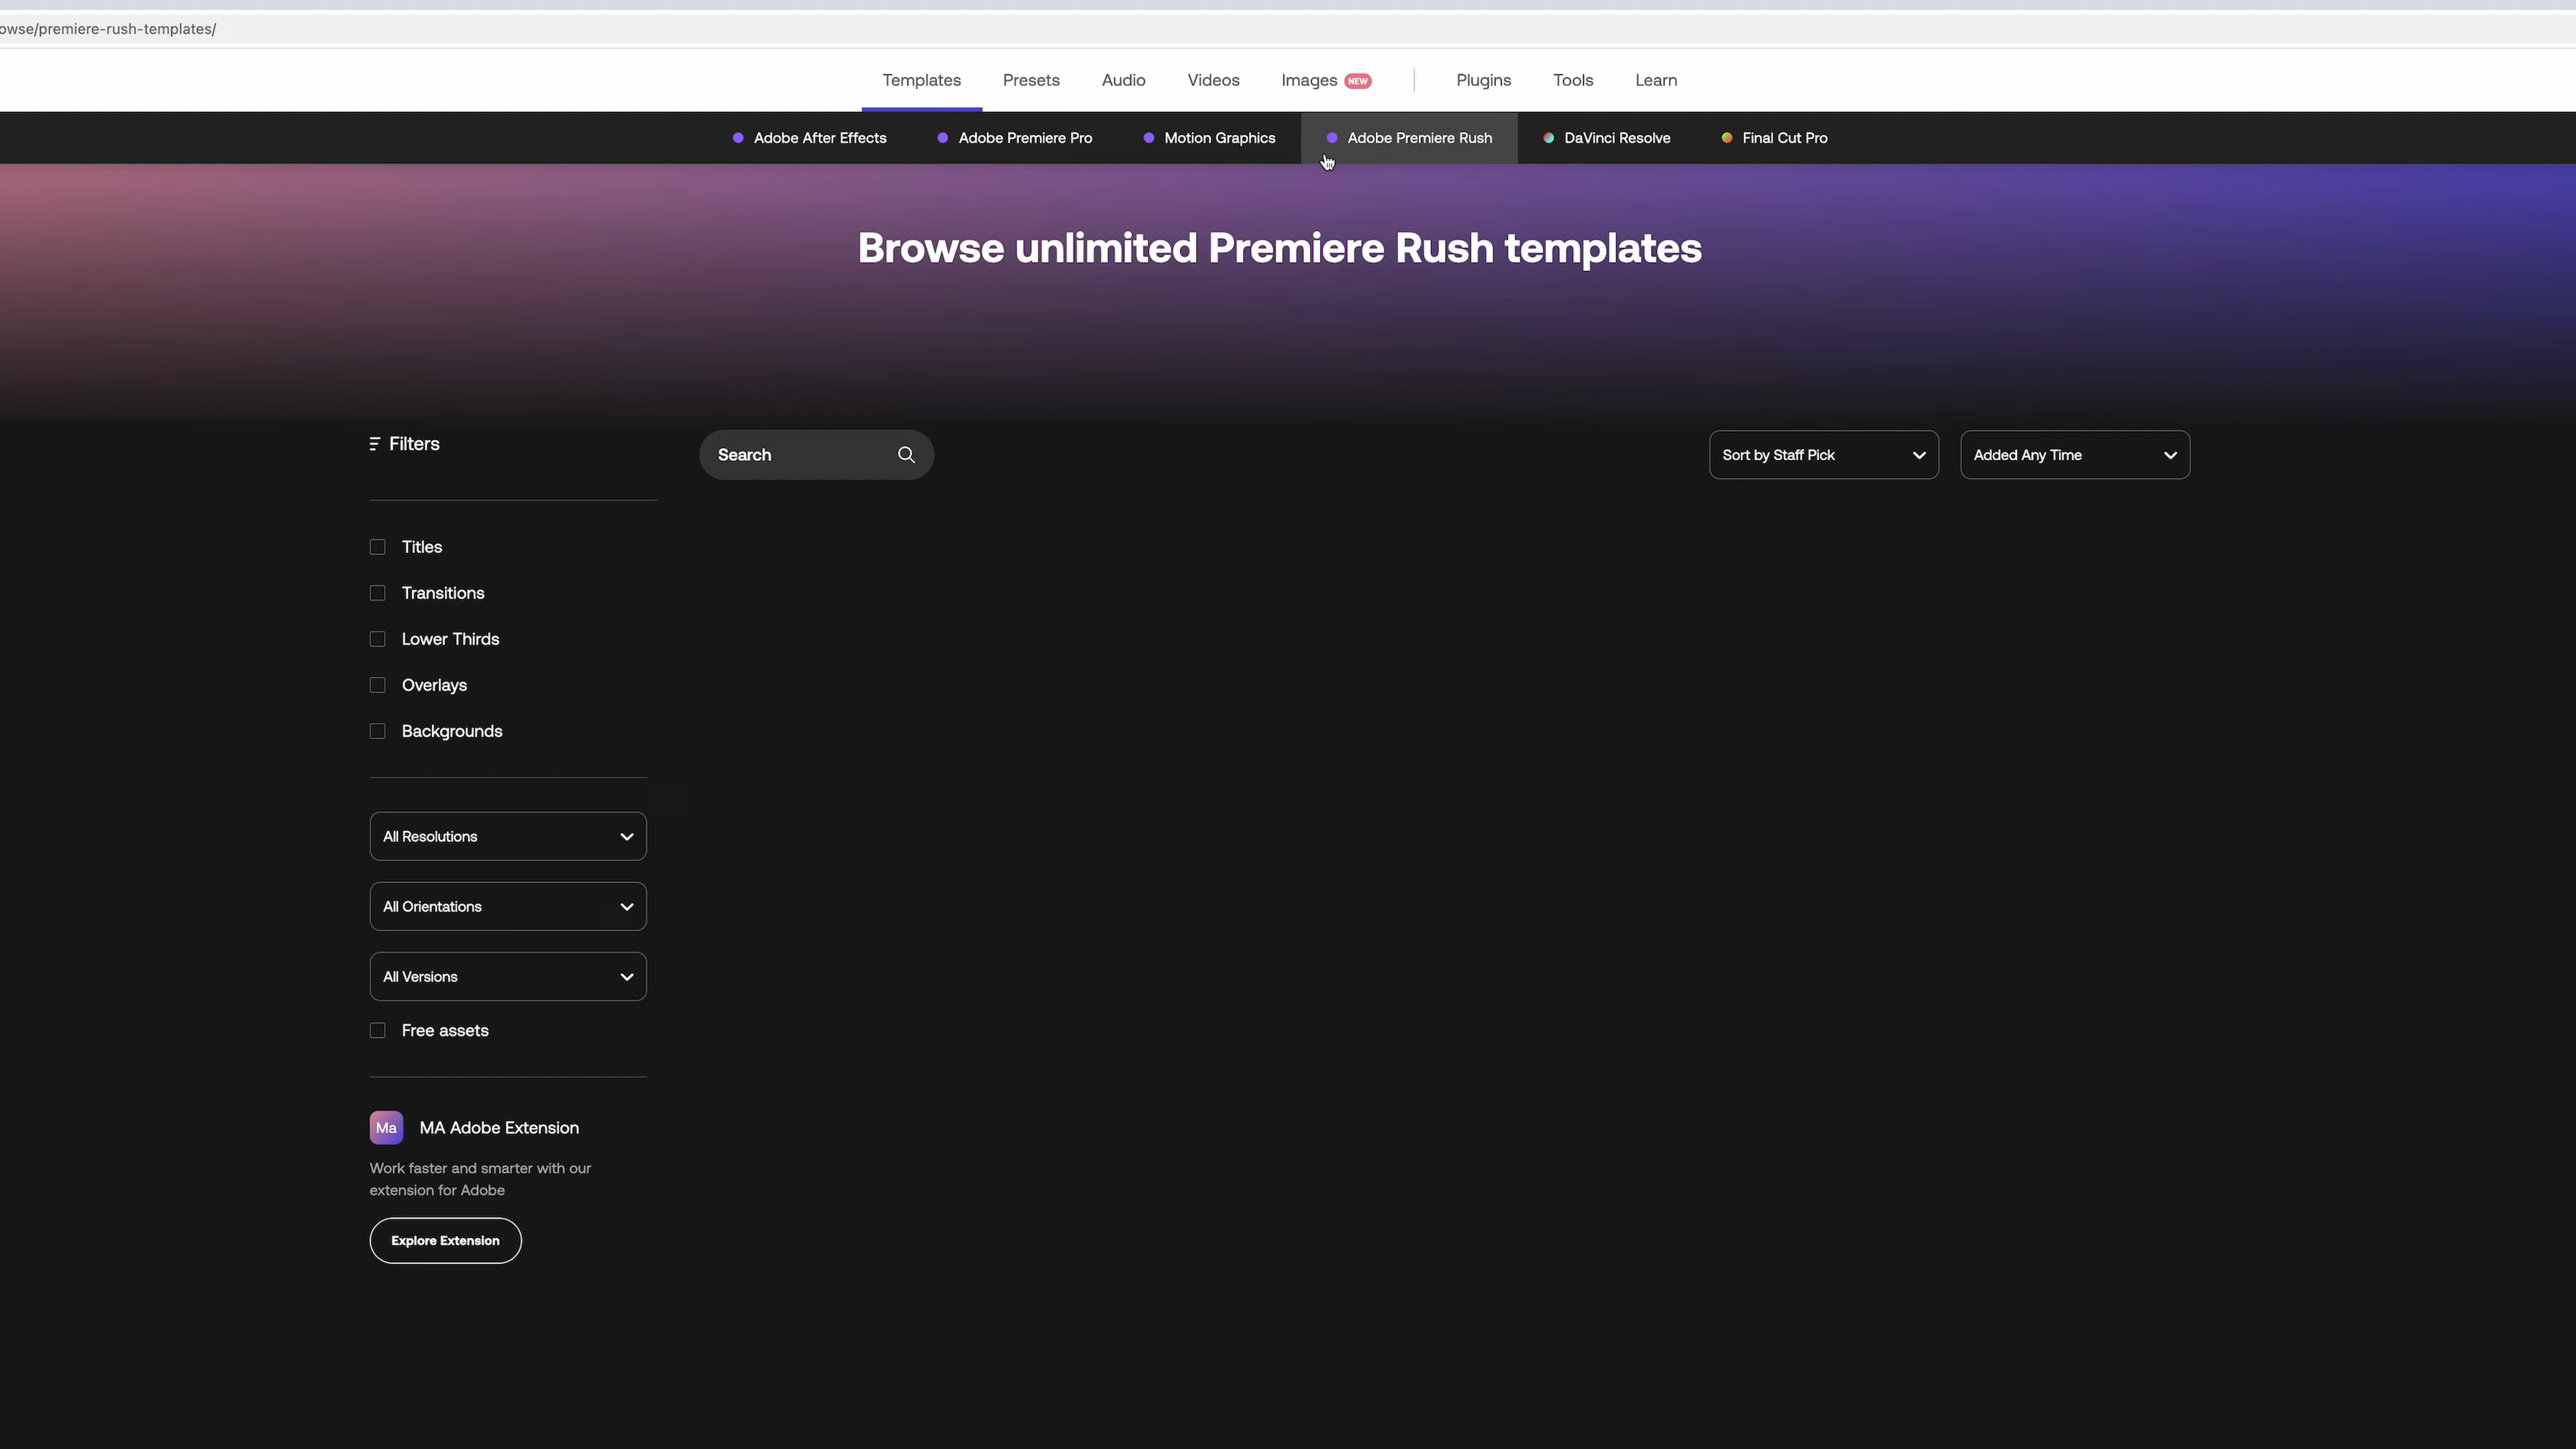 owse/premiere-rush-templates/
Templates Presets Audio Videos Images NEW Plugins Tools Learn
Adobe After Effects Adobe Premiere Pro Motion Graphics Adobe Premiere Rush DaVinci Resolve Final Cut Pro
Browse unlimited Premiere Rush templates
Filters
Search
Sort by Staff Pick
Added Any Time
Titles
Transitions
Lower Thirds
Overlays
Backgrounds
All Resolutions
All Orientations
All Versions
Free assets
Ma MA Adobe Extension
Work faster and smarter with our
extension for Adobe
Explore Extension